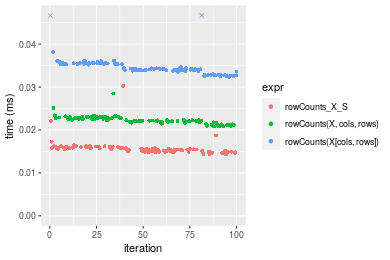 0.04
0.03
0.02
0.01
0.00
time (ms)
0
25
50
75
100
iteration
expr
rowCounts_X_S
rowCounts(X, cols, rows)
rowCounts(X[cols, rows])